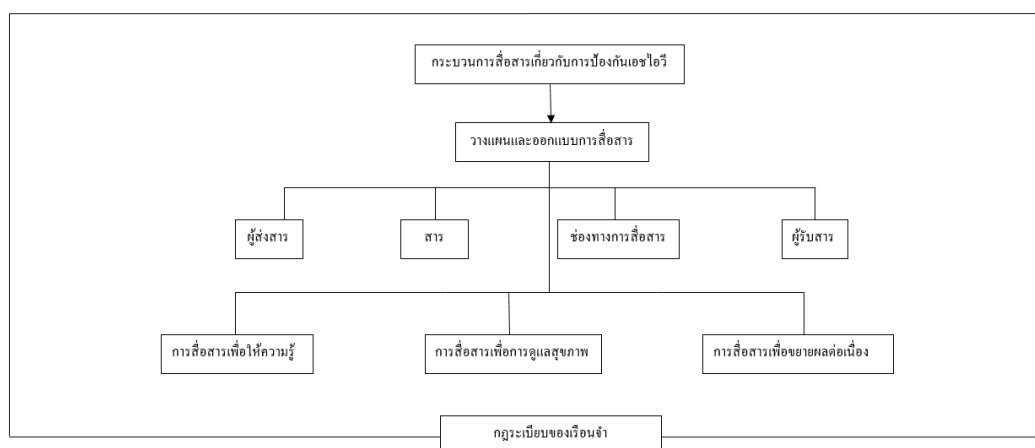 กระบวนการสื่อสารเกี่ยวกับการป้องกันเอชไอวี
วางแผนและออกแบบการสื่อสาร
ผู้ส่งสาร
สาร
ช่องทางการสื่อสาร
ผู้รับสาร
การสื่อสารเพื่อให้ความรู้
การสื่อสารเพื่อการดูแลสุขภาพ
การสื่อสารเพื่อขยายผลต่อเนื่อง
กฎระเบียบของเรือนจำ